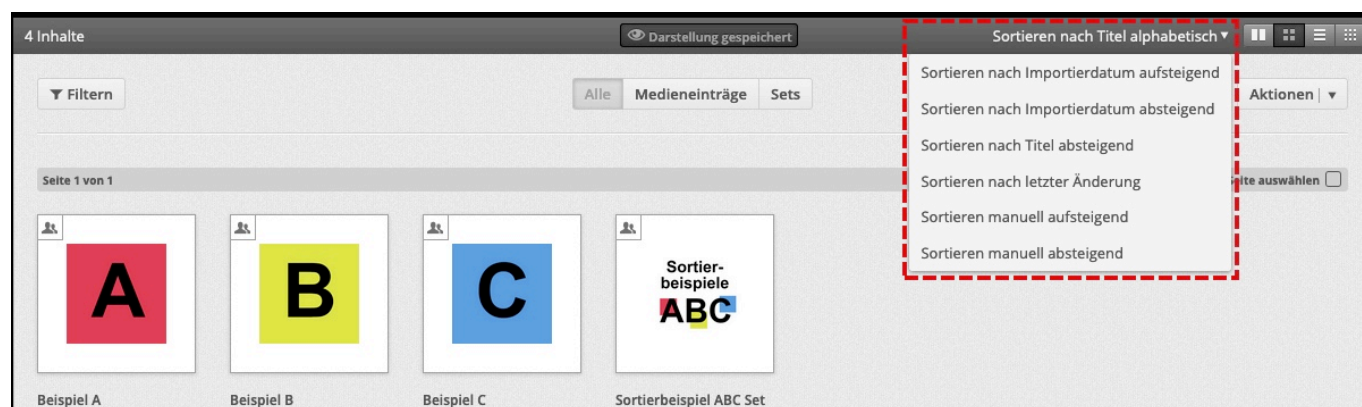 4 Inhalte
Darstellung gespeichert
Sortieren nach Titel alphabetisch
Sortieren nach Importierdatum aufsteigend
Sortieren nach Importierdatum absteigend
Sortieren nach Titel absteigend
Sortieren nach letzter Änderung
Sortieren manuell aufsteigend
Sortieren manuell absteigend
Filtern
Alle Medieneinträge Sets
Aktionen
Seite 1 von 1
Seite auswählen
A
B
C
Sortier-
beispiele
ABC
Beispiel A
Beispiel B
Beispiel C
Sortierbeispiel ABC Set